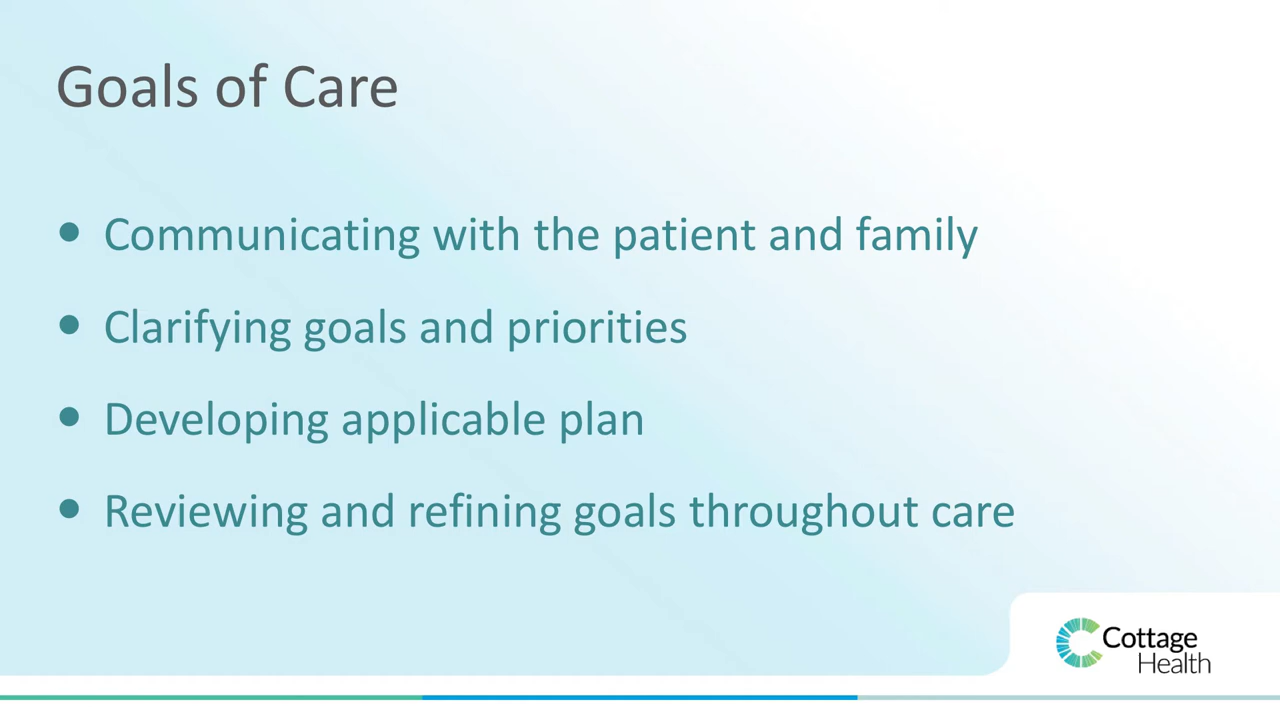 Goals of Care
• Communicating with the patient and family
• Clarifying goals and priorities
• Developing applicable plan
• Reviewing and refining goals throughout care
Cottage
Health